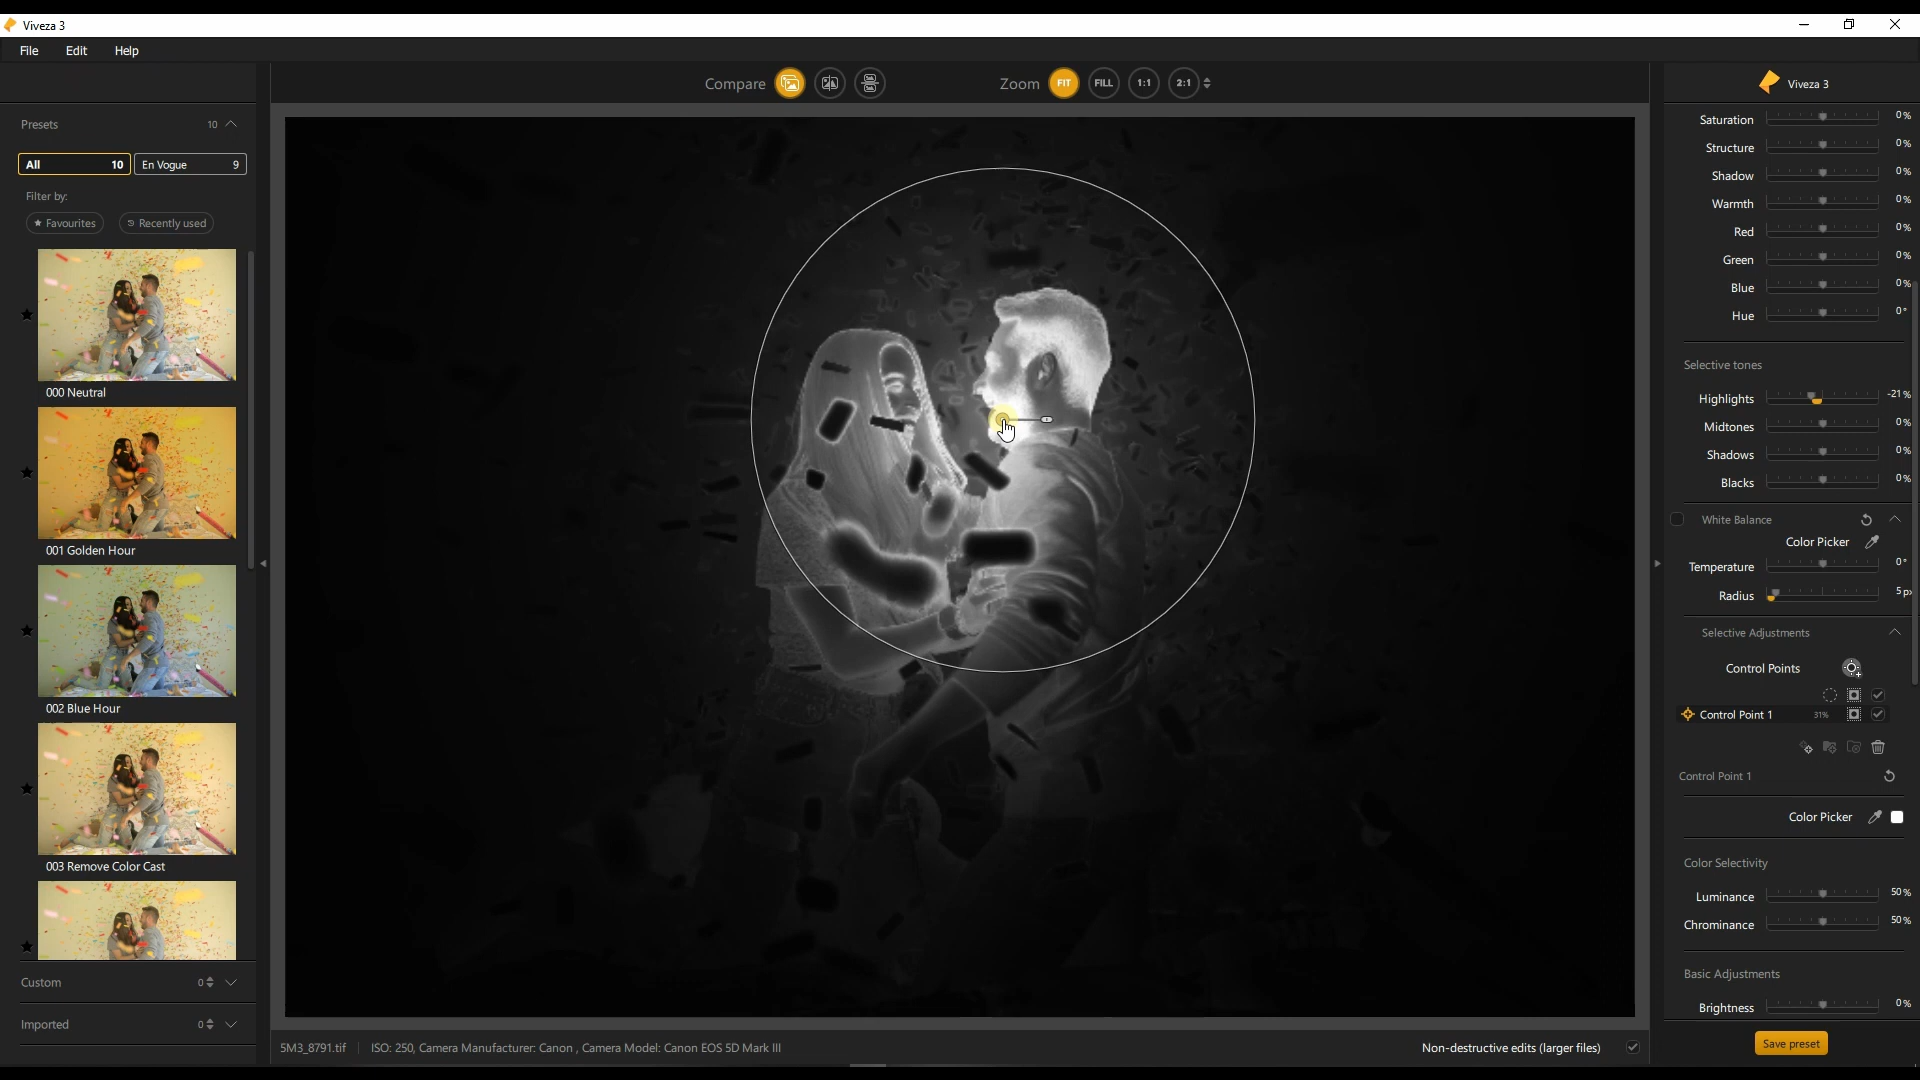 Viveza 3
File Edit Help
Compare Zoom FIT FILL 1:1 2:1
Viveza 3
Presets 10
All 10 En Vogue 9
Filter by:
Favourites Recently used
000 Neutral
001 Golden Hour
002 Blue Hour
003 Remove Color Cast
Custom 0
Imported 0
5M3_8791.tif ISO: 250, Camera Manufacturer: Canon , Camera Model: Canon EOS 5D Mark III
Non-destructive edits (larger files)
Saturation 0%
Structure 0%
Shadow 0%
Warmth 0%
Red 0%
Green 0%
Blue 0%
Hue 0°
Selective tones
Highlights -21%
Midtones 0%
Shadows 0%
Blacks 0%
White Balance
Color Picker
Temperature 0°
Radius 5 px
Selective Adjustments
Control Points
Control Point 1 31%
Control Point 1
Color Picker
Color Selectivity
Luminance 50%
Chrominance 50%
Basic Adjustments
Brightness 0%
Save preset